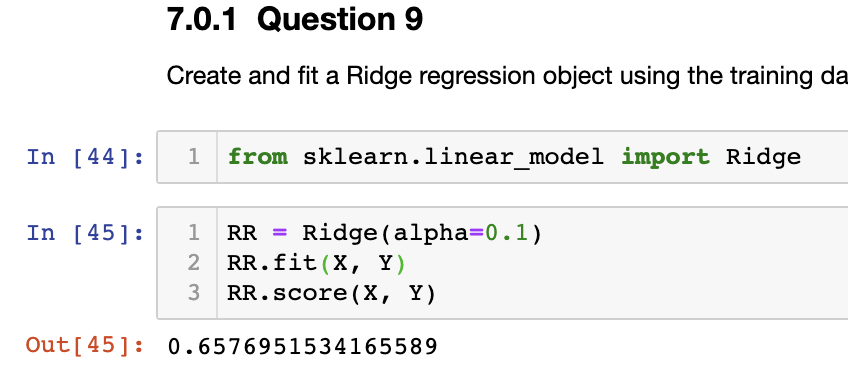 7.0.1 Question 9
Create and fit a Ridge regression object using the training
In [44]: 1 from sklearn.linear_model import Ridge
In [45]: 1 RR = Ridge(alpha=0.1)
2 RR.fit(X, Y)
3 RR.score(X, Y)
Out[45]: 0.6576951534165589